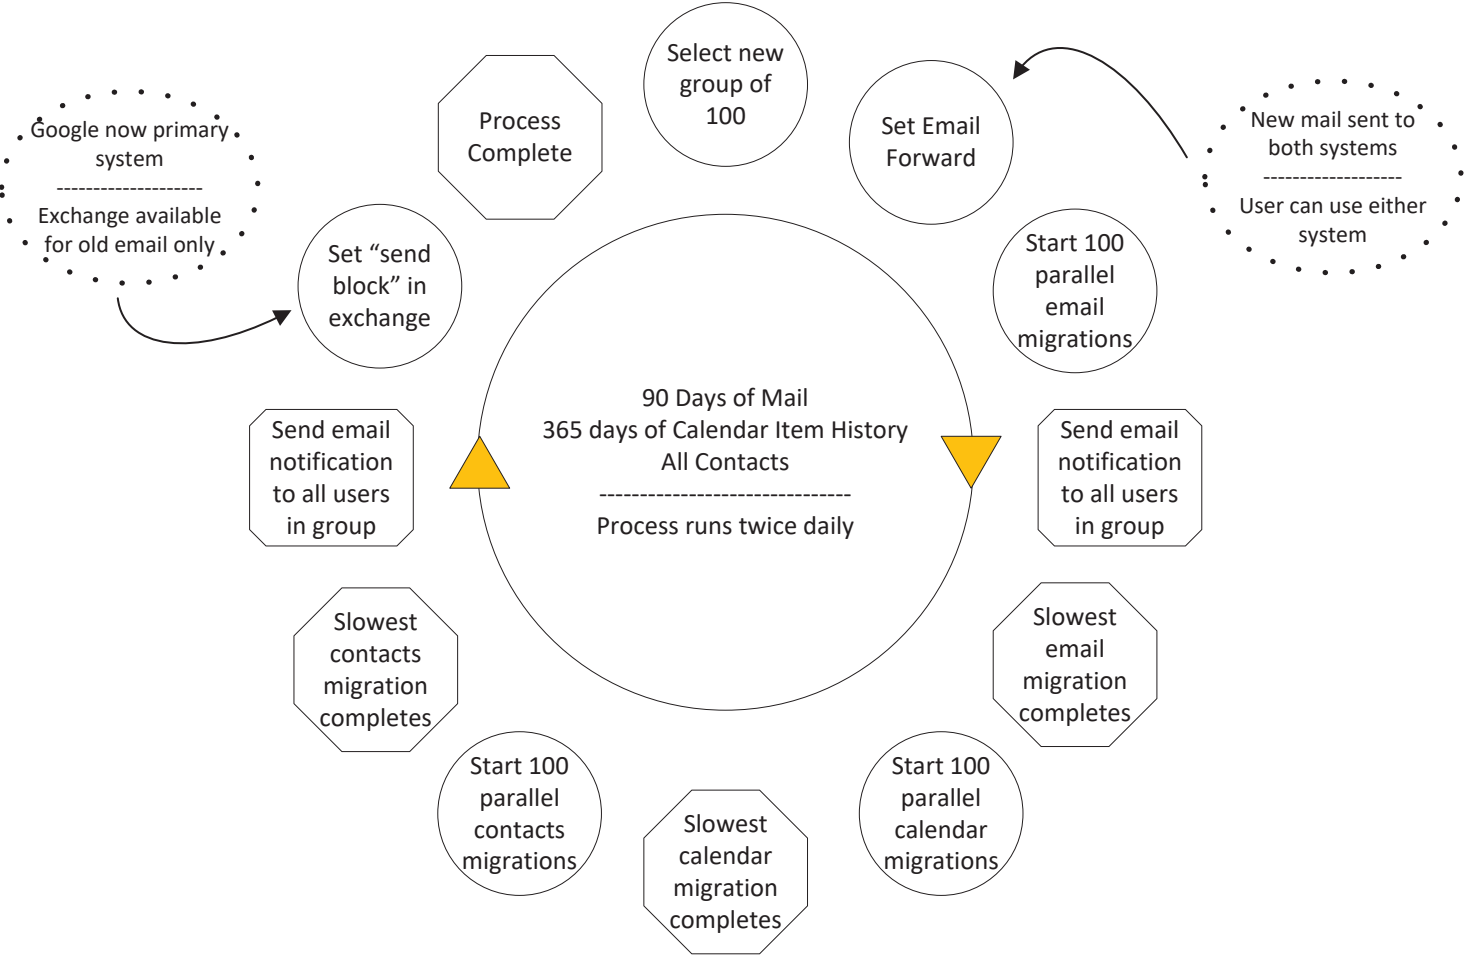 Select new
group of
100
Set Email
Forward
New mail sent to
both systems
-------------------
User can use either
system
Start 100
parallel
email
migrations
Send email
notification
to all users
in group
Slowest
email
migration
completes
Start 100
parallel
calendar
migrations
Slowest
calendar
migration
completes
Start 100
parallel
contacts
migrations
Slowest
contacts
migration
completes
Send email
notification
to all users
in group
Set “send
block” in
exchange
Google now primary
system
--------------------
Exchange available
for old email only
Process
Complete
90 Days of Mail
365 days of Calendar Item History
All Contacts
-------------------------------
Process runs twice daily